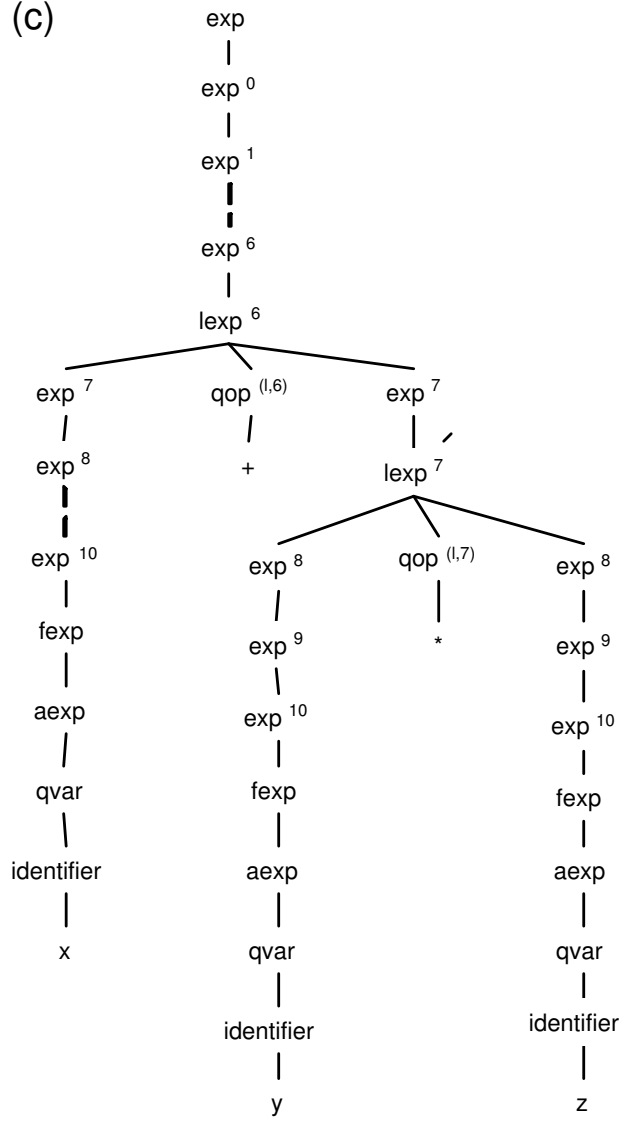 (c) exp
exp 0
exp 1
exp 6
lexp 6
exp 7 qop (l,6) exp 7
exp 8 + lexp 7
exp 10 exp 8 qop (l,7) exp 8
fexp exp 9 * exp 9
aexp exp 10 exp 10
qvar fexp fexp
identifier aexp aexp
x qvar qvar
identifier identifier
y z